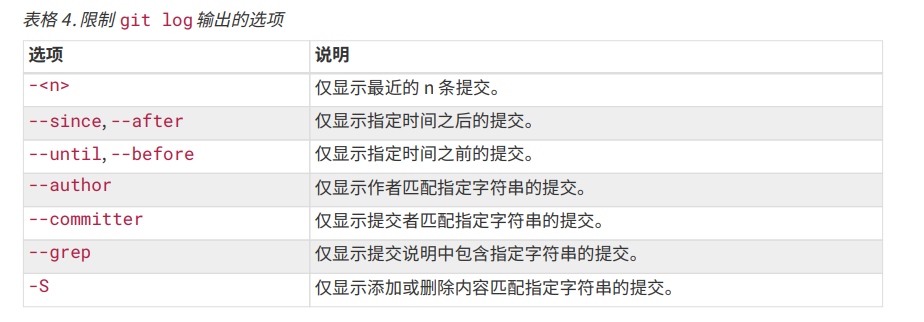 表格 4. 限制 git log 输出的选项
选项 说明
-<n> 仅显示最近的 n 条提交。
--since, --after 仅显示指定时间之后的提交。
--until, --before 仅显示指定时间之前的提交。
--author 仅显示作者匹配指定字符串的提交。
--committer 仅显示提交者匹配指定字符串的提交。
--grep 仅显示提交说明中包含指定字符串的提交。
-S 仅显示添加或删除内容匹配指定字符串的提交。